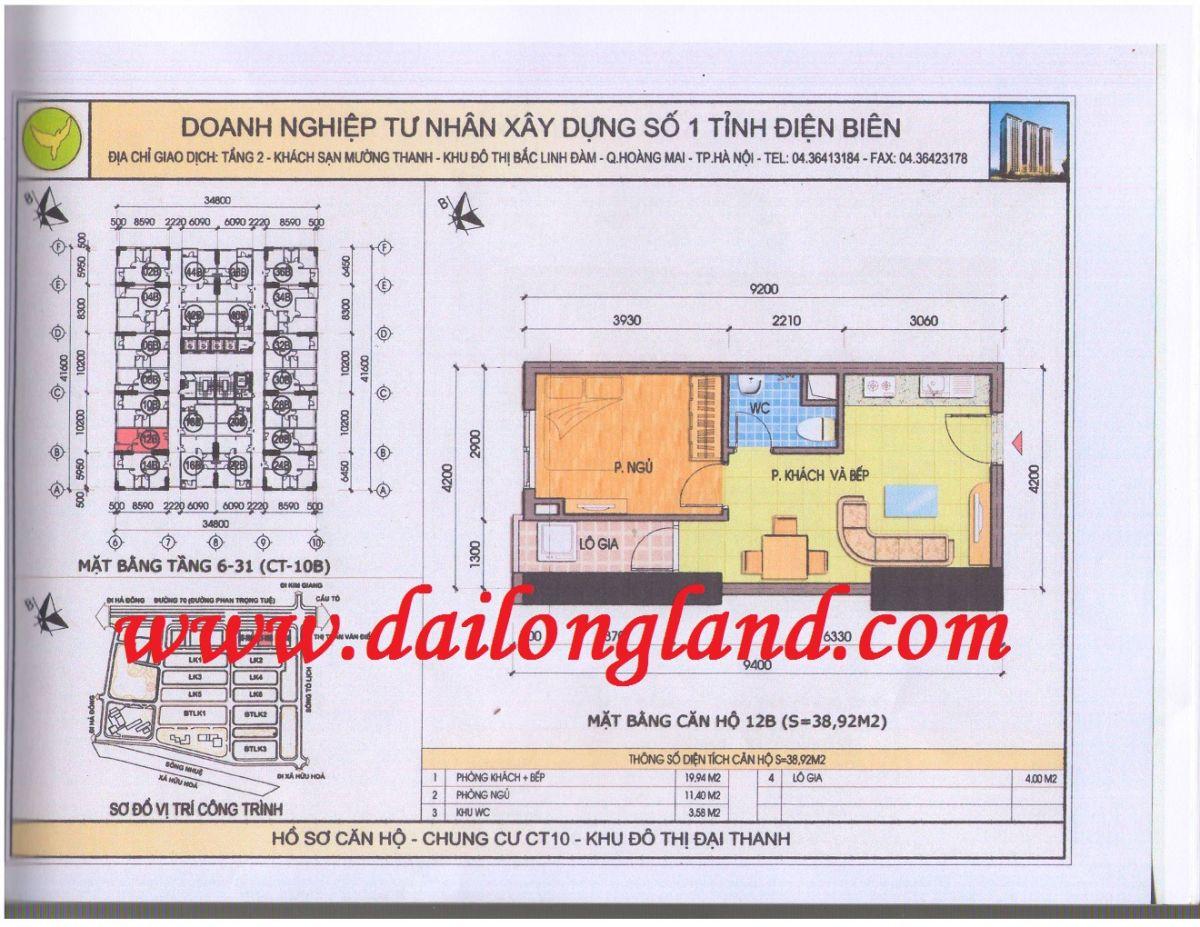 DOANH NGHIỆP TƯ NHÂN XÂY DỰNG SỐ 1 TỈNH ĐIỆN BIÊN
ĐỊA CHỈ GIAO DỊCH: TẦNG 2 - KHÁCH SẠN MƯỜNG THANH - KHU ĐÔ THỊ BẮC LINH ĐÀM - Q.HOÀNG MAI - TP.HÀ NỘI - TEL: 04.36413184 - FAX: 04.36423178
B
34800
500 8590 2220 6090 6090 2220 8590 500
F E D C B A
500 5950 8300 10200 10200 5950 500
41600
02B 44B 38B 36B
04B 34B
06B 32B
08B 30B
10B 28B
12B 18B 20B 26B
14B 16B 22B 24B
6450 8300 10200 10200 6450
41600
F E D C B A
500 8590 2220 6090 6090 2220 8590 500
34800
6 7 8 9 10
MẶT BẰNG TẦNG 6-31 (CT-10B)
B
9200
3930 2210 3060
4200
2900
1300
4200
WC
P. NGỦ
P. KHÁCH VÀ BẾP
LÔ GIA
6330
9400
MẶT BẰNG CĂN HỘ 12B (S=38,92M2)
B
ĐI KIM GIANG
ĐI HÀ ĐÔNG
ĐƯỜNG 70 (ĐƯỜNG PHAN TRỌNG TUỆ)
CẦU TÓ
LK1 LK2
LK3 LK4
LK5 LK6
BTLK1 BTLK2
BTLK3
SÔNG TÔ LỊCH
ĐI HÀ ĐÔNG
SÔNG NHUỆ
XÃ HỮU HOÀ
ĐI XÃ HỮU HOÀ
SƠ ĐỒ VỊ TRÍ CÔNG TRÌNH
www.dailongland.com
THÔNG SỐ DIỆN TÍCH CĂN HỘ S=38,92M2
1 PHÒNG KHÁCH + BẾP 19,94 M2 4 LÔ GIA 4.00 M2
2 PHÒNG NGỦ 11,40 M2
3 KHU WC 3,58 M2
HỒ SƠ CĂN HỘ - CHUNG CƯ CT10 - KHU ĐÔ THỊ ĐẠI THANH